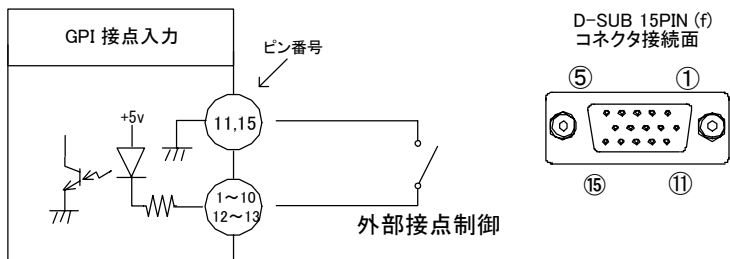 GPI 接点入力
ピン番号
+5v
11,15
1～10
12～13
外部接点制御
D-SUB 15PIN (f)
コネクタ接続面
⑤
①
⑮
⑪